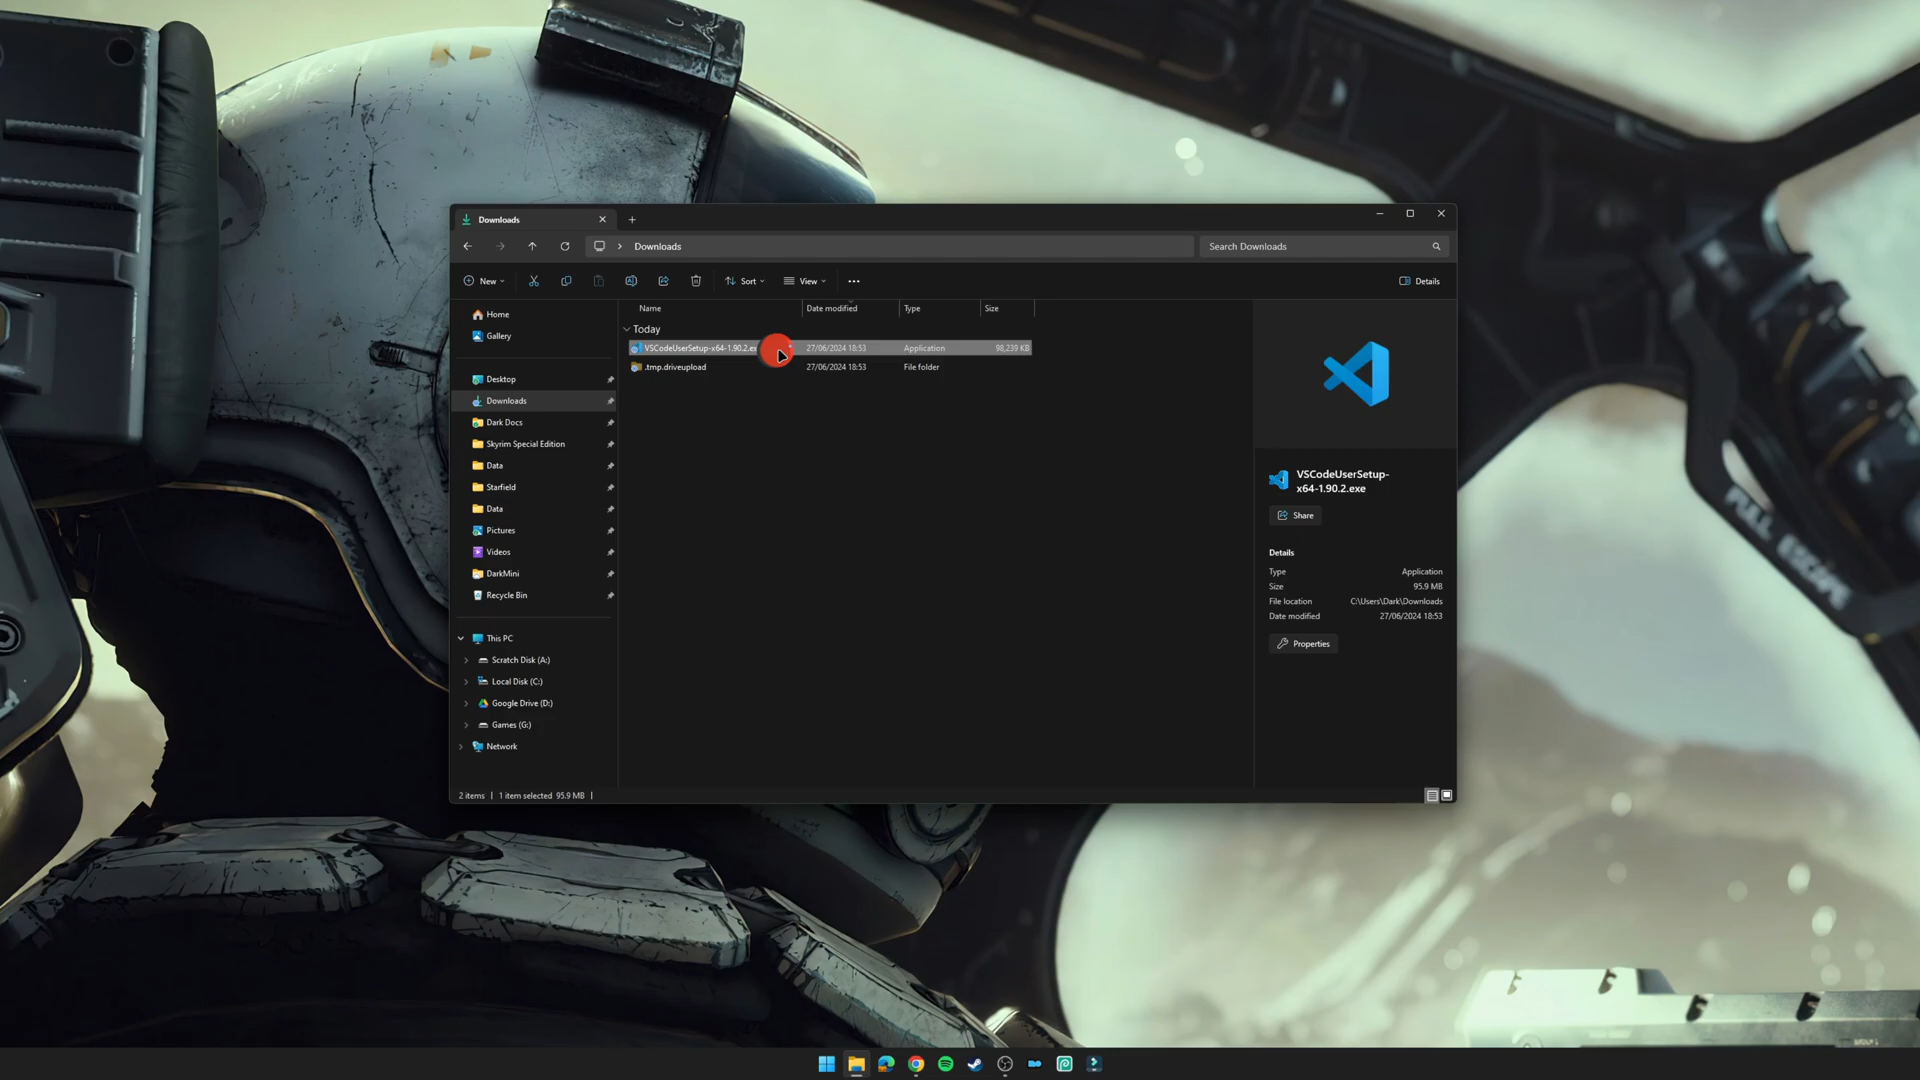 Downloads
Downloads
Search Downloads
New
Sort
View
Details
Home
Gallery
Desktop
Downloads
Dark Docs
Skyrim Special Edition
Data
Starfield
Data
Pictures
Videos
DarkMini
Recycle Bin
This PC
Scratch Disk (A:)
Local Disk (C:)
Google Drive (D:)
Games (G:)
Network
Name Date modified Type Size
Today
VSCodeUserSetup-x64-1.90.2.ex 27/06/2024 18:53 Application 98,239 KB
.tmp.driveupload 27/06/2024 18:53 File folder
VSCodeUserSetup-
x64-1.90.2.exe
Share
Details
Type Application
Size 95.9 MB
File location C:\Users\Dark\Downloads
Date modified 27/06/2024 18:53
Properties
2 items 1 item selected 95.9 MB
FULL ESCAPE